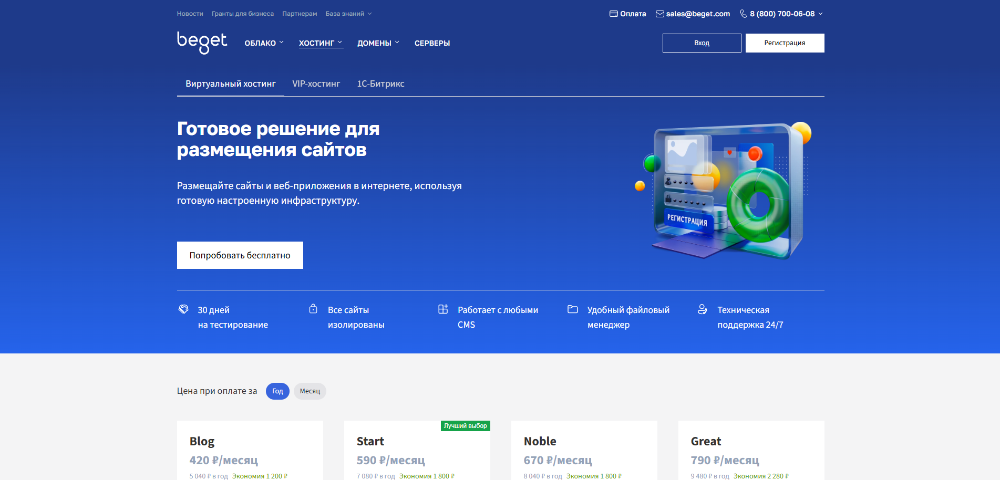 Новости Гранты для бизнеса Партнерам База знаний
Оплата sales@beget.com 8 (800) 700-06-08
beget ОБЛАКО ХОСТИНГ ДОМЕНЫ СЕРВЕРЫ
Вход Регистрация
Виртуальный хостинг VIP-хостинг 1С-Битрикс
Готовое решение для
размещения сайтов
Размещайте сайты и веб-приложения в интернете, используя
готовую настроенную инфраструктуру.
РЕГИСТРАЦИЯ
Попробовать бесплатно
30 дней
на тестирование
Все сайты
изолированы
Работает с любыми
CMS
Удобный файловый
менеджер
Техническая
поддержка 24/7
Цена при оплате за Год Месяц
Blog
420 ₽/месяц
5 040 ₽ в год Экономия 1 200 ₽
Лучший выбор
Start
590 ₽/месяц
7 080 ₽ в год Экономия 1 800 ₽
Noble
670 ₽/месяц
8 040 ₽ в год Экономия 1 800 ₽
Great
790 ₽/месяц
9 480 ₽ в год Экономия 2 280 ₽